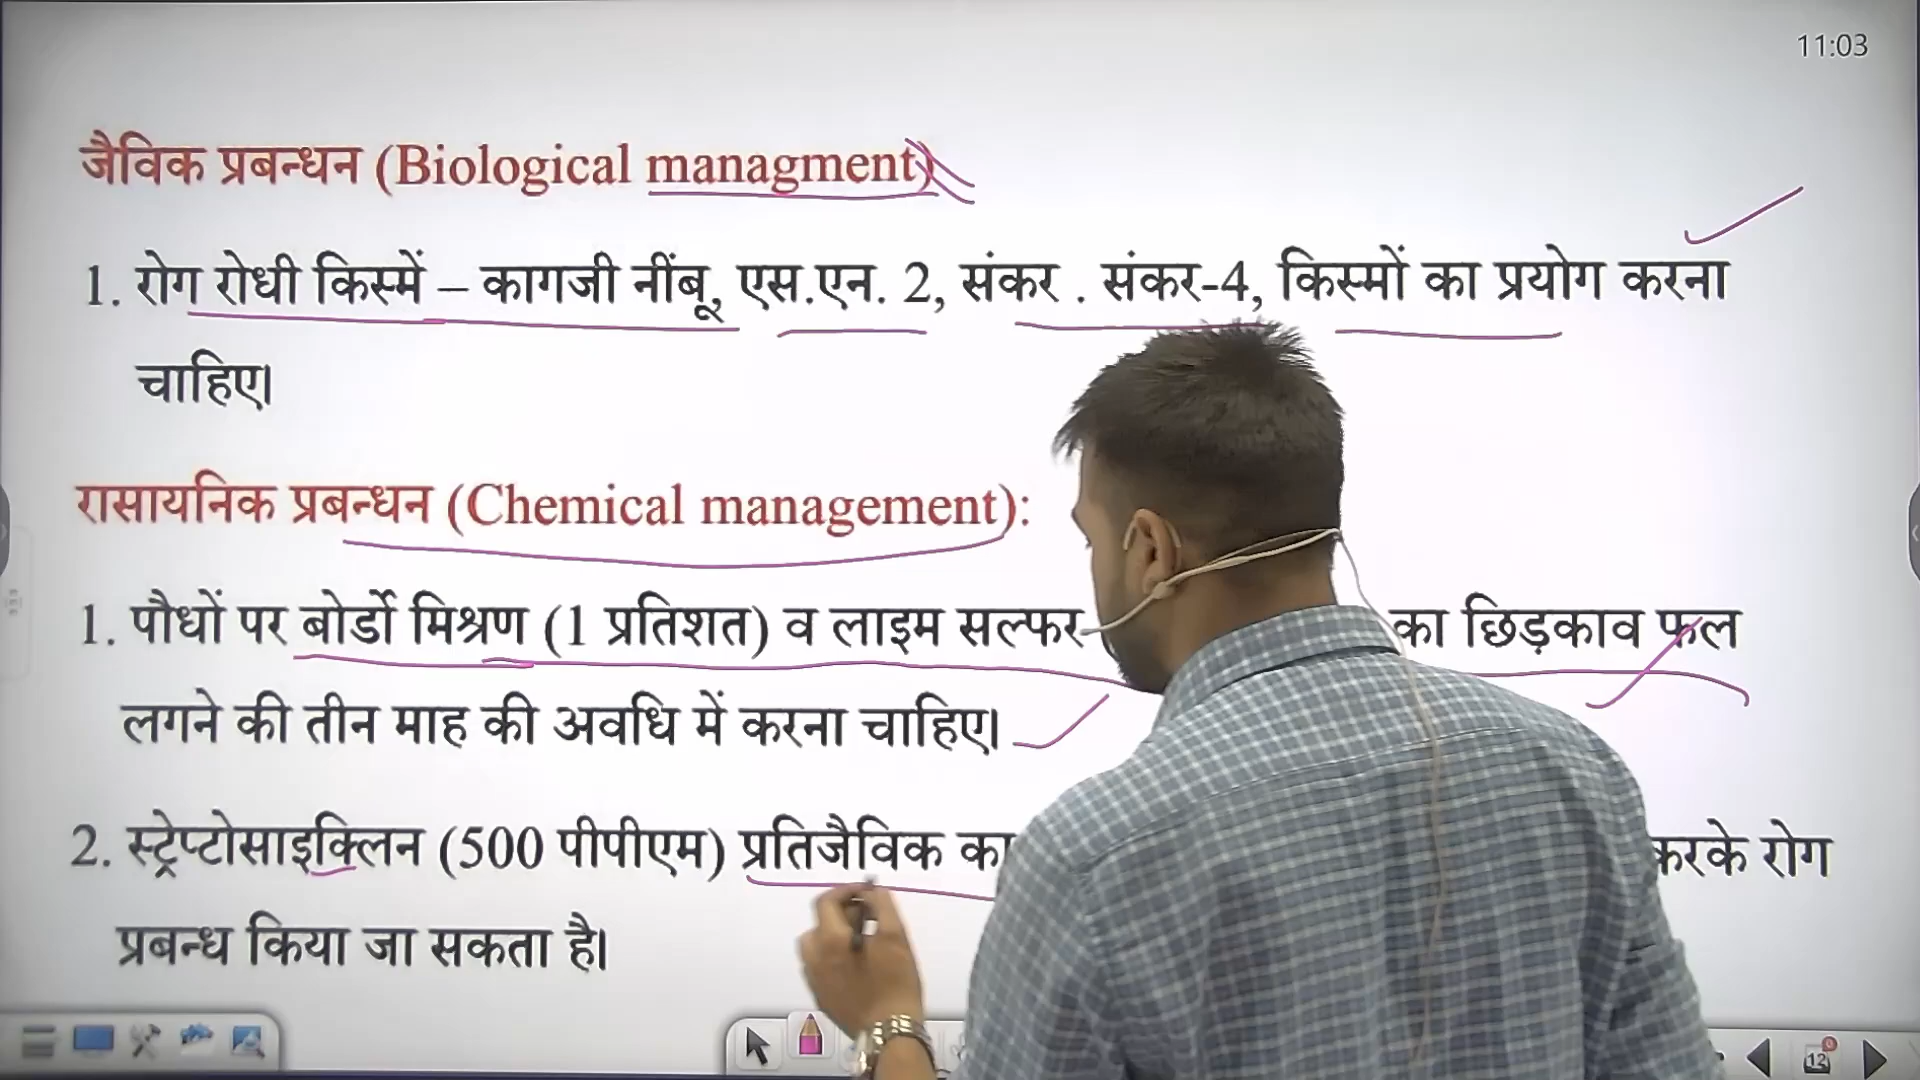 11:03
जैविक प्रबन्धन (Biological managment)
1. रोग रोधी किस्में – कागजी नींबू, एस.एन. 2, संकर . संकर-4, किस्मों का प्रयोग करना
चाहिए।
रासायनिक प्रबन्धन (Chemical management):
1. पौधों पर बोर्डो मिश्रण (1 प्रतिशत) व लाइम सल्फर- का छिड़काव फल
लगने की तीन माह की अवधि में करना चाहिए।
2. स्ट्रेप्टोसाइक्लिन (500 पीपीएम) प्रतिजैविक का करके रोग
प्रबन्ध किया जा सकता है।
12